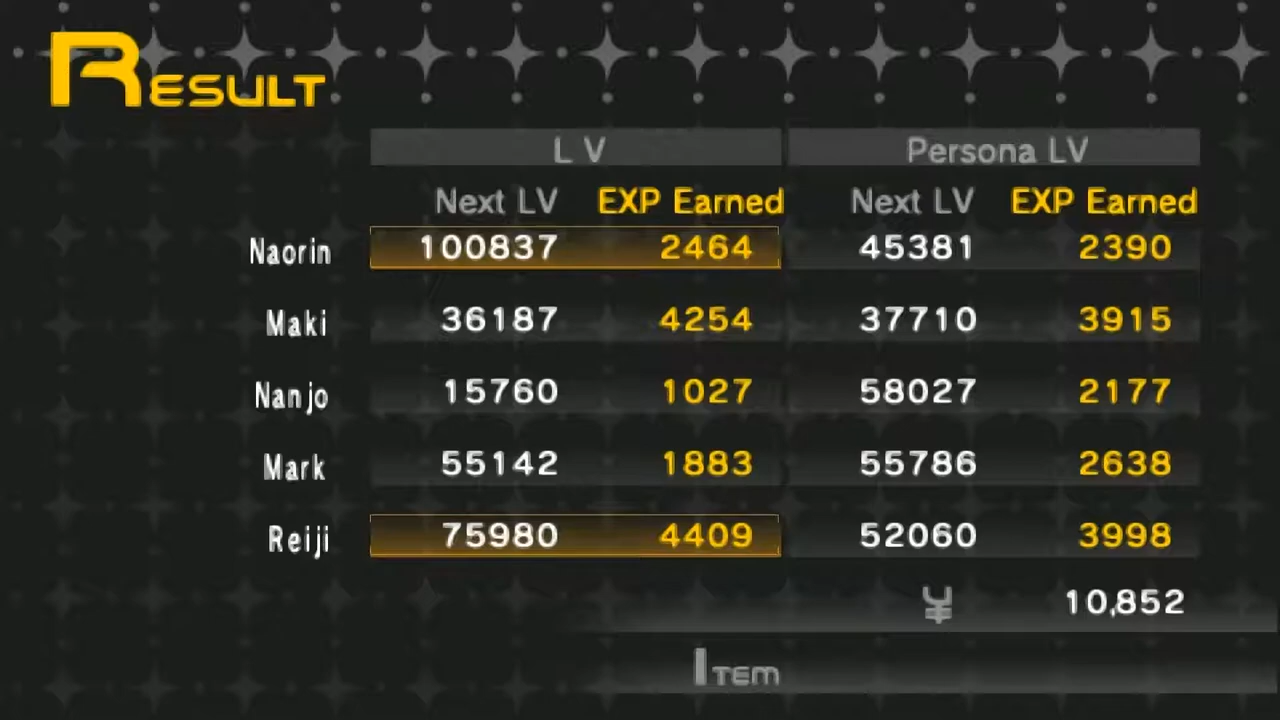 RESULT
LV Persona LV
Next LV EXP Earned Next LV EXP Earned
Naorin 100837 2464 45381 2390
Maki 36187 4254 37710 3915
Nanjo 15760 1027 58027 2177
Mark 55142 1883 55786 2638
Reiji 75980 4409 52060 3998
¥ 10,852
ITEM